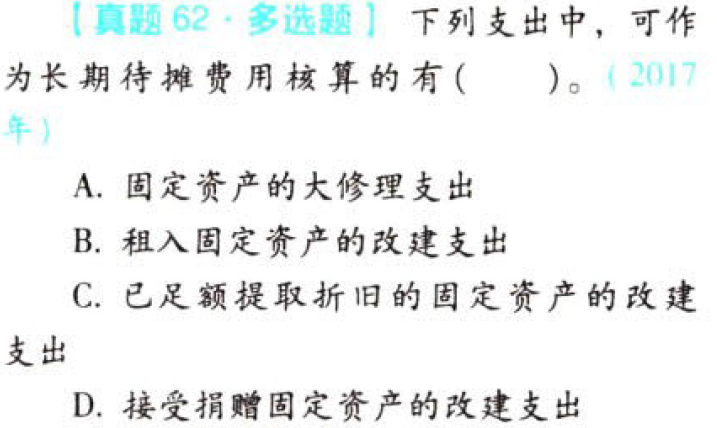 【真题 62·多选题】 下列支出中，可作
为长期待摊费用核算的有(　　)。(2017
年)
A. 固定资产的大修理支出
B. 租入固定资产的改建支出
C. 已足额提取折旧的固定资产的改建
支出
D. 接受捐赠固定资产的改建支出